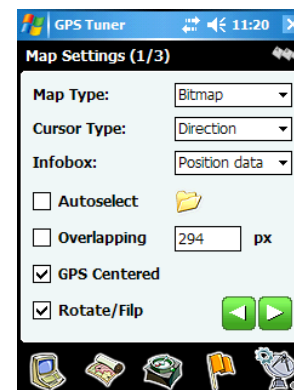 GPS Tuner 11:20
Map Settings (1/3)
Map Type: Bitmap
Cursor Type: Direction
Infobox: Position data
Autoselect
Overlapping 294 px
GPS Centered
Rotate/Filp